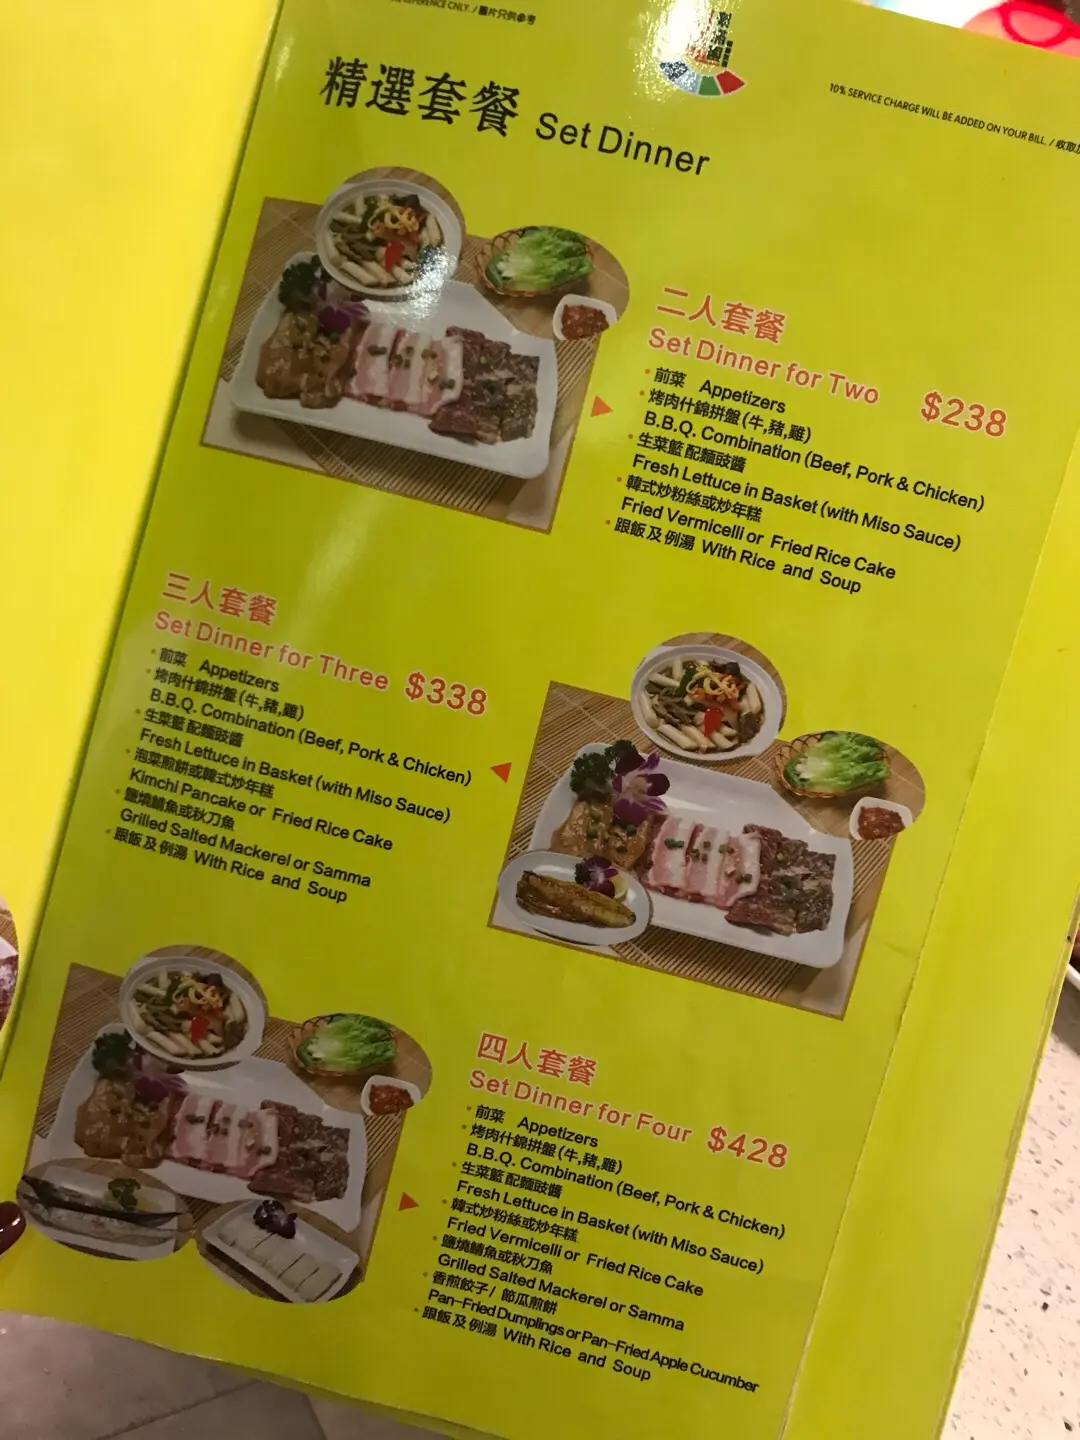 REFERENCE ONLY. / 圖片只供參考
10% SERVICE CHARGE WILL BE ADDED ON YOUR BILL. / 收取
精選套餐 Set Dinner
二人套餐
Set Dinner for Two $238
前菜 Appetizers
烤肉什錦拼盤(牛,豬,雞)
B.B.Q. Combination (Beef, Pork & Chicken)
生菜籃配麵豉醬
Fresh Lettuce in Basket (with Miso Sauce)
韓式炒粉絲或炒年糕
Fried Vermicelli or Fried Rice Cake
跟飯及例湯 With Rice and Soup
三人套餐
Set Dinner for Three $338
前菜 Appetizers
烤肉什錦拼盤(牛,豬,雞)
B.B.Q. Combination (Beef, Pork & Chicken)
生菜籃配麵豉醬
Fresh Lettuce in Basket (with Miso Sauce)
泡菜煎餅或韓式炒年糕
Kimchi Pancake or Fried Rice Cake
鹽燒鯖魚或秋刀魚
Grilled Salted Mackerel or Samma
跟飯及例湯 With Rice and Soup
四人套餐
Set Dinner for Four $428
前菜 Appetizers
烤肉什錦拼盤(牛,豬,雞)
B.B.Q. Combination (Beef, Pork & Chicken)
生菜籃配麵豉醬
Fresh Lettuce in Basket (with Miso Sauce)
韓式炒粉絲或炒年糕
Fried Vermicelli or Fried Rice Cake
鹽燒鯖魚或秋刀魚
Grilled Salted Mackerel or Samma
香煎餃子/ 節瓜煎餅
Pan-Fried Dumplings or Pan-Fried Apple Cucumber
跟飯及例湯 With Rice and Soup